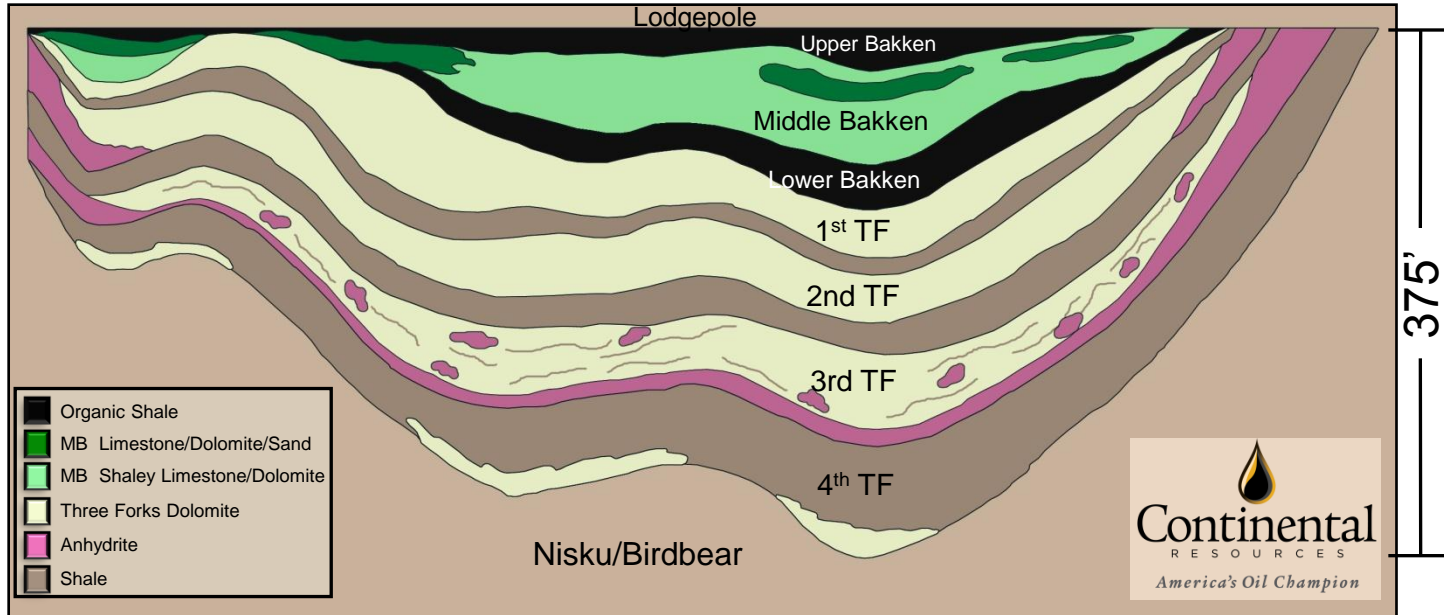 Lodgepole
Upper Bakken
Middle Bakken
Lower Bakken
1st TF
2nd TF
3rd TF
4th TF
Nisku/Birdbear
375’
Organic Shale
MB Limestone/Dolomite/Sand
MB Shaley Limestone/Dolomite
Three Forks Dolomite
Anhydrite
Shale
Continental
RESOURCES
America's Oil Champion